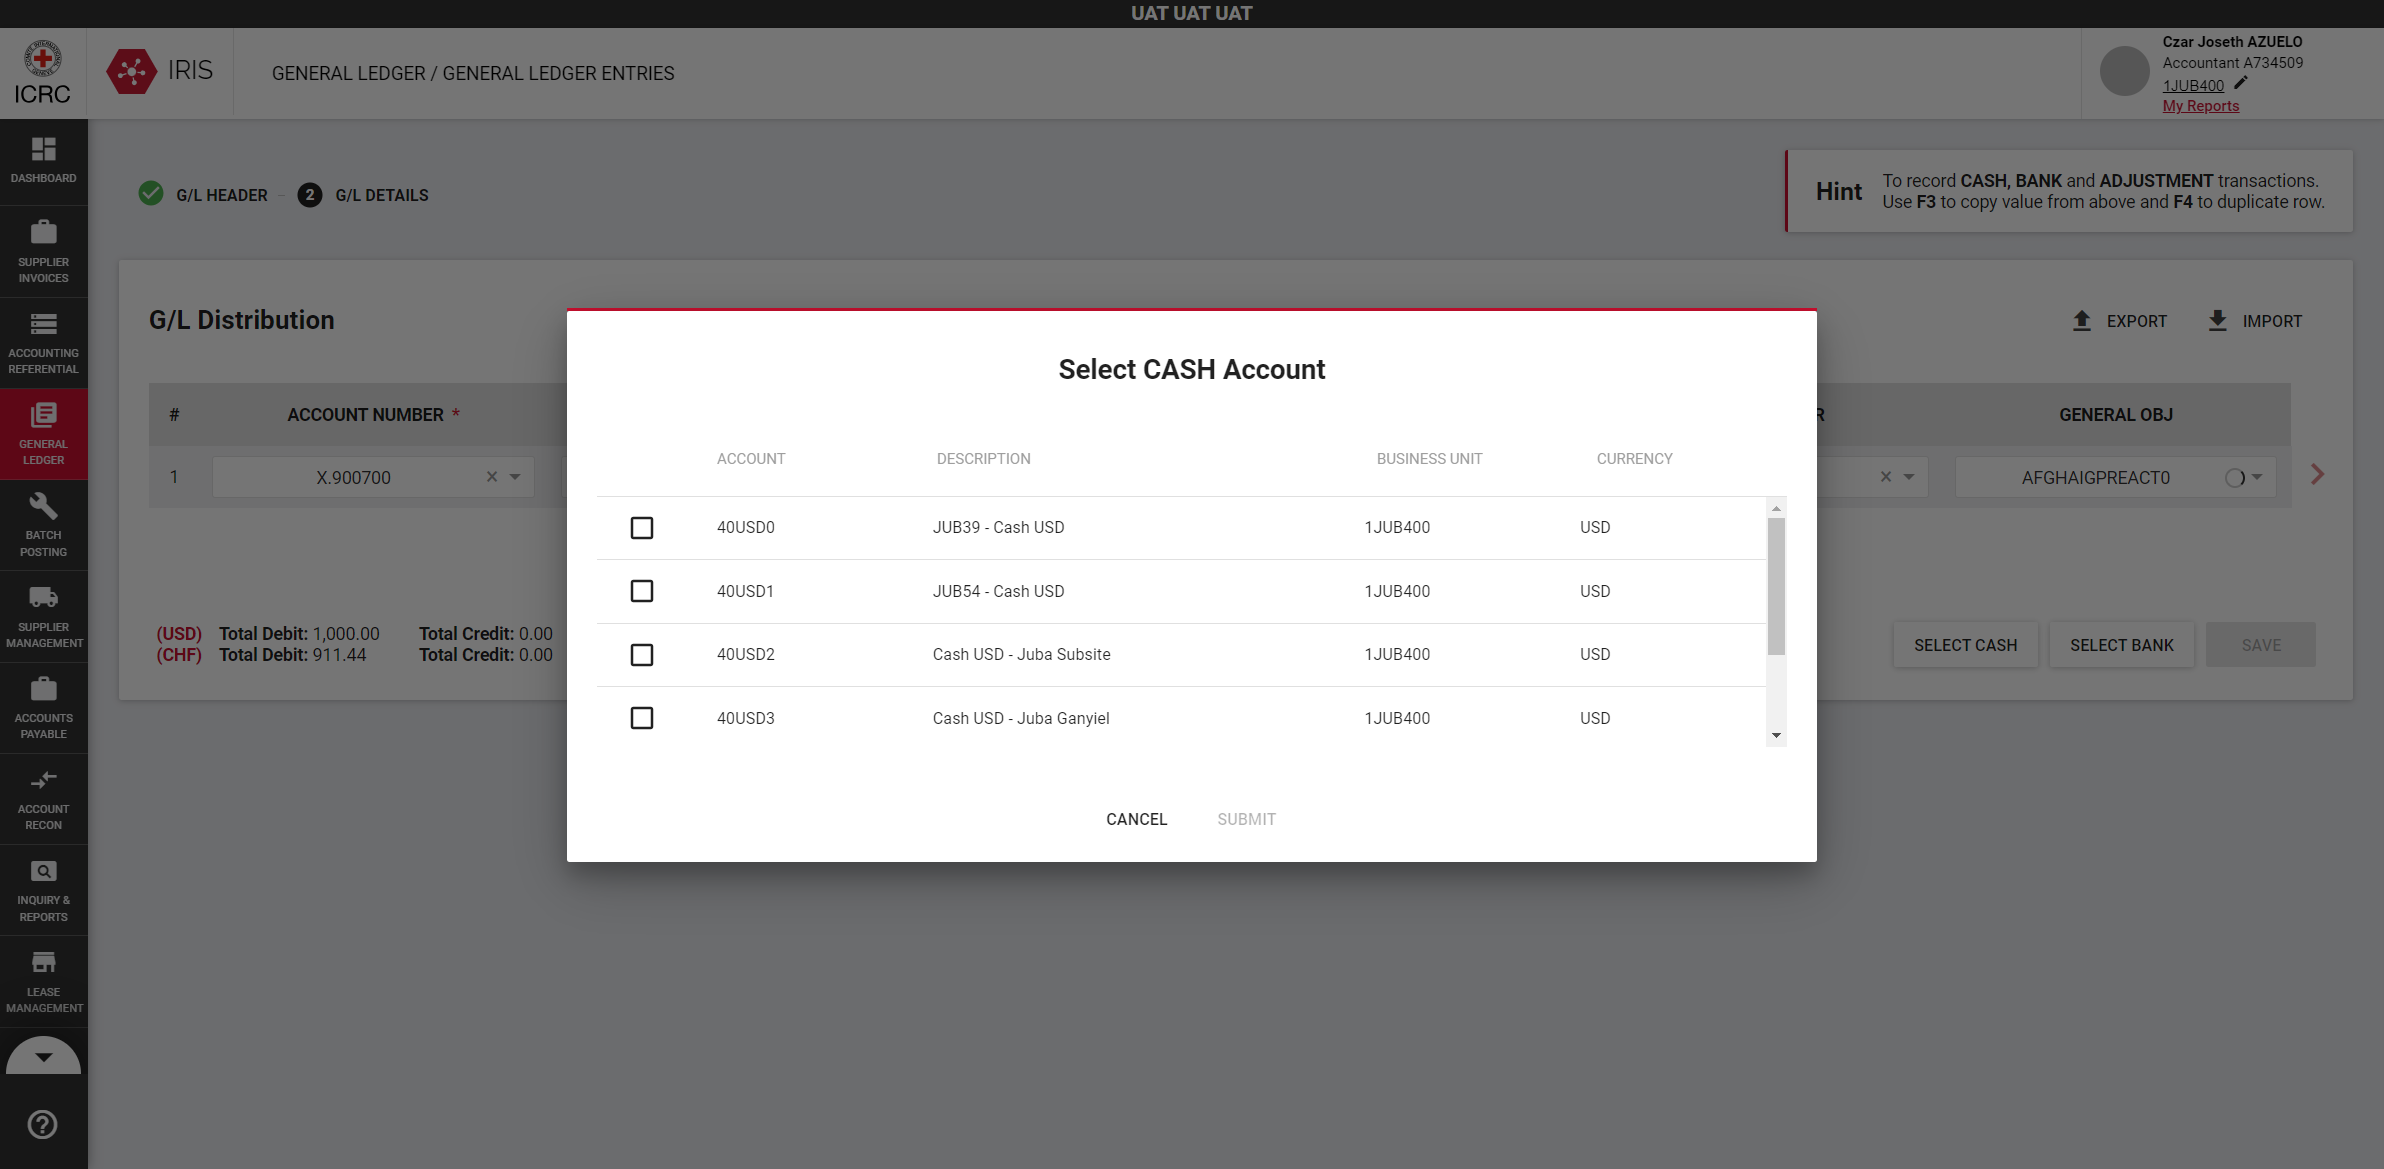 UAT UAT UAT
ICRC
IRIS
GENERAL LEDGER / GENERAL LEDGER ENTRIES
Czar Joseth AZUELO
Accountant A734509
1JUB400
My Reports
DASHBOARD
SUPPLIER
INVOICES
ACCOUNTING
REFERENTIAL
GENERAL
LEDGER
BATCH
POSTING
SUPPLIER
MANAGEMENT
ACCOUNTS
PAYABLE
ACCOUNT
RECON
INQUIRY &
REPORTS
LEASE
MANAGEMENT
G/L HEADER
2 G/L DETAILS
Hint
To record CASH, BANK and ADJUSTMENT transactions.
Use F3 to copy value from above and F4 to duplicate row.
G/L Distribution
EXPORT
IMPORT
# ACCOUNT NUMBER * R GENERAL OBJ
1 X.900700 AFGHAIGPREACT0
(USD) Total Debit: 1,000.00 Total Credit: 0.00
(CHF) Total Debit: 911.44 Total Credit: 0.00
SELECT CASH
SELECT BANK
SAVE
Select CASH Account
ACCOUNT DESCRIPTION BUSINESS UNIT CURRENCY
40USD0 JUB39 - Cash USD 1JUB400 USD
40USD1 JUB54 - Cash USD 1JUB400 USD
40USD2 Cash USD - Juba Subsite 1JUB400 USD
40USD3 Cash USD - Juba Ganyiel 1JUB400 USD
CANCEL
SUBMIT